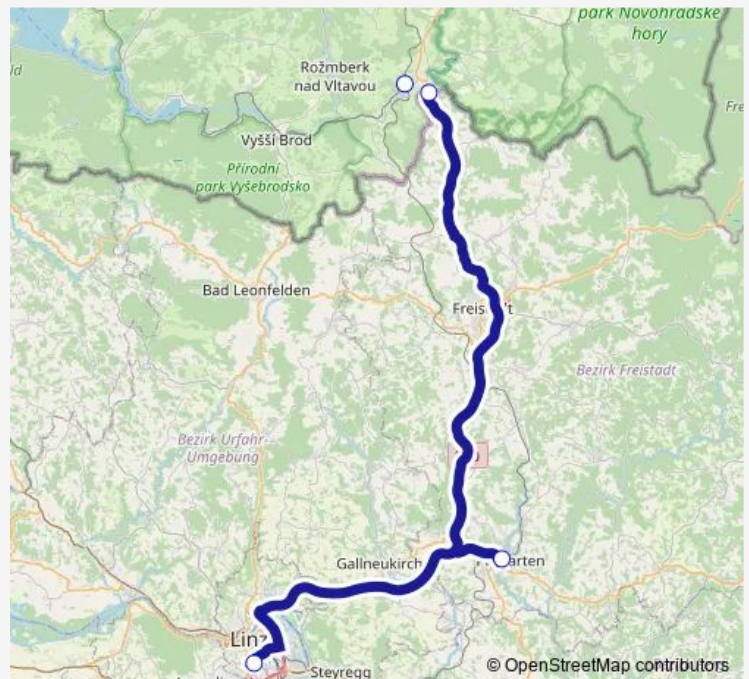 park Novohradské
hory
Rožmberk
nad Vltavou
Vyšší Brod
Přírodní
park Vyšebrodsko
Bad Leonfelden
Bezirk Freistadt
Bezirk Urfahr-
Umgebung
Gallneukirch
Linz
Steyregg
© OpenStreetMap contributors